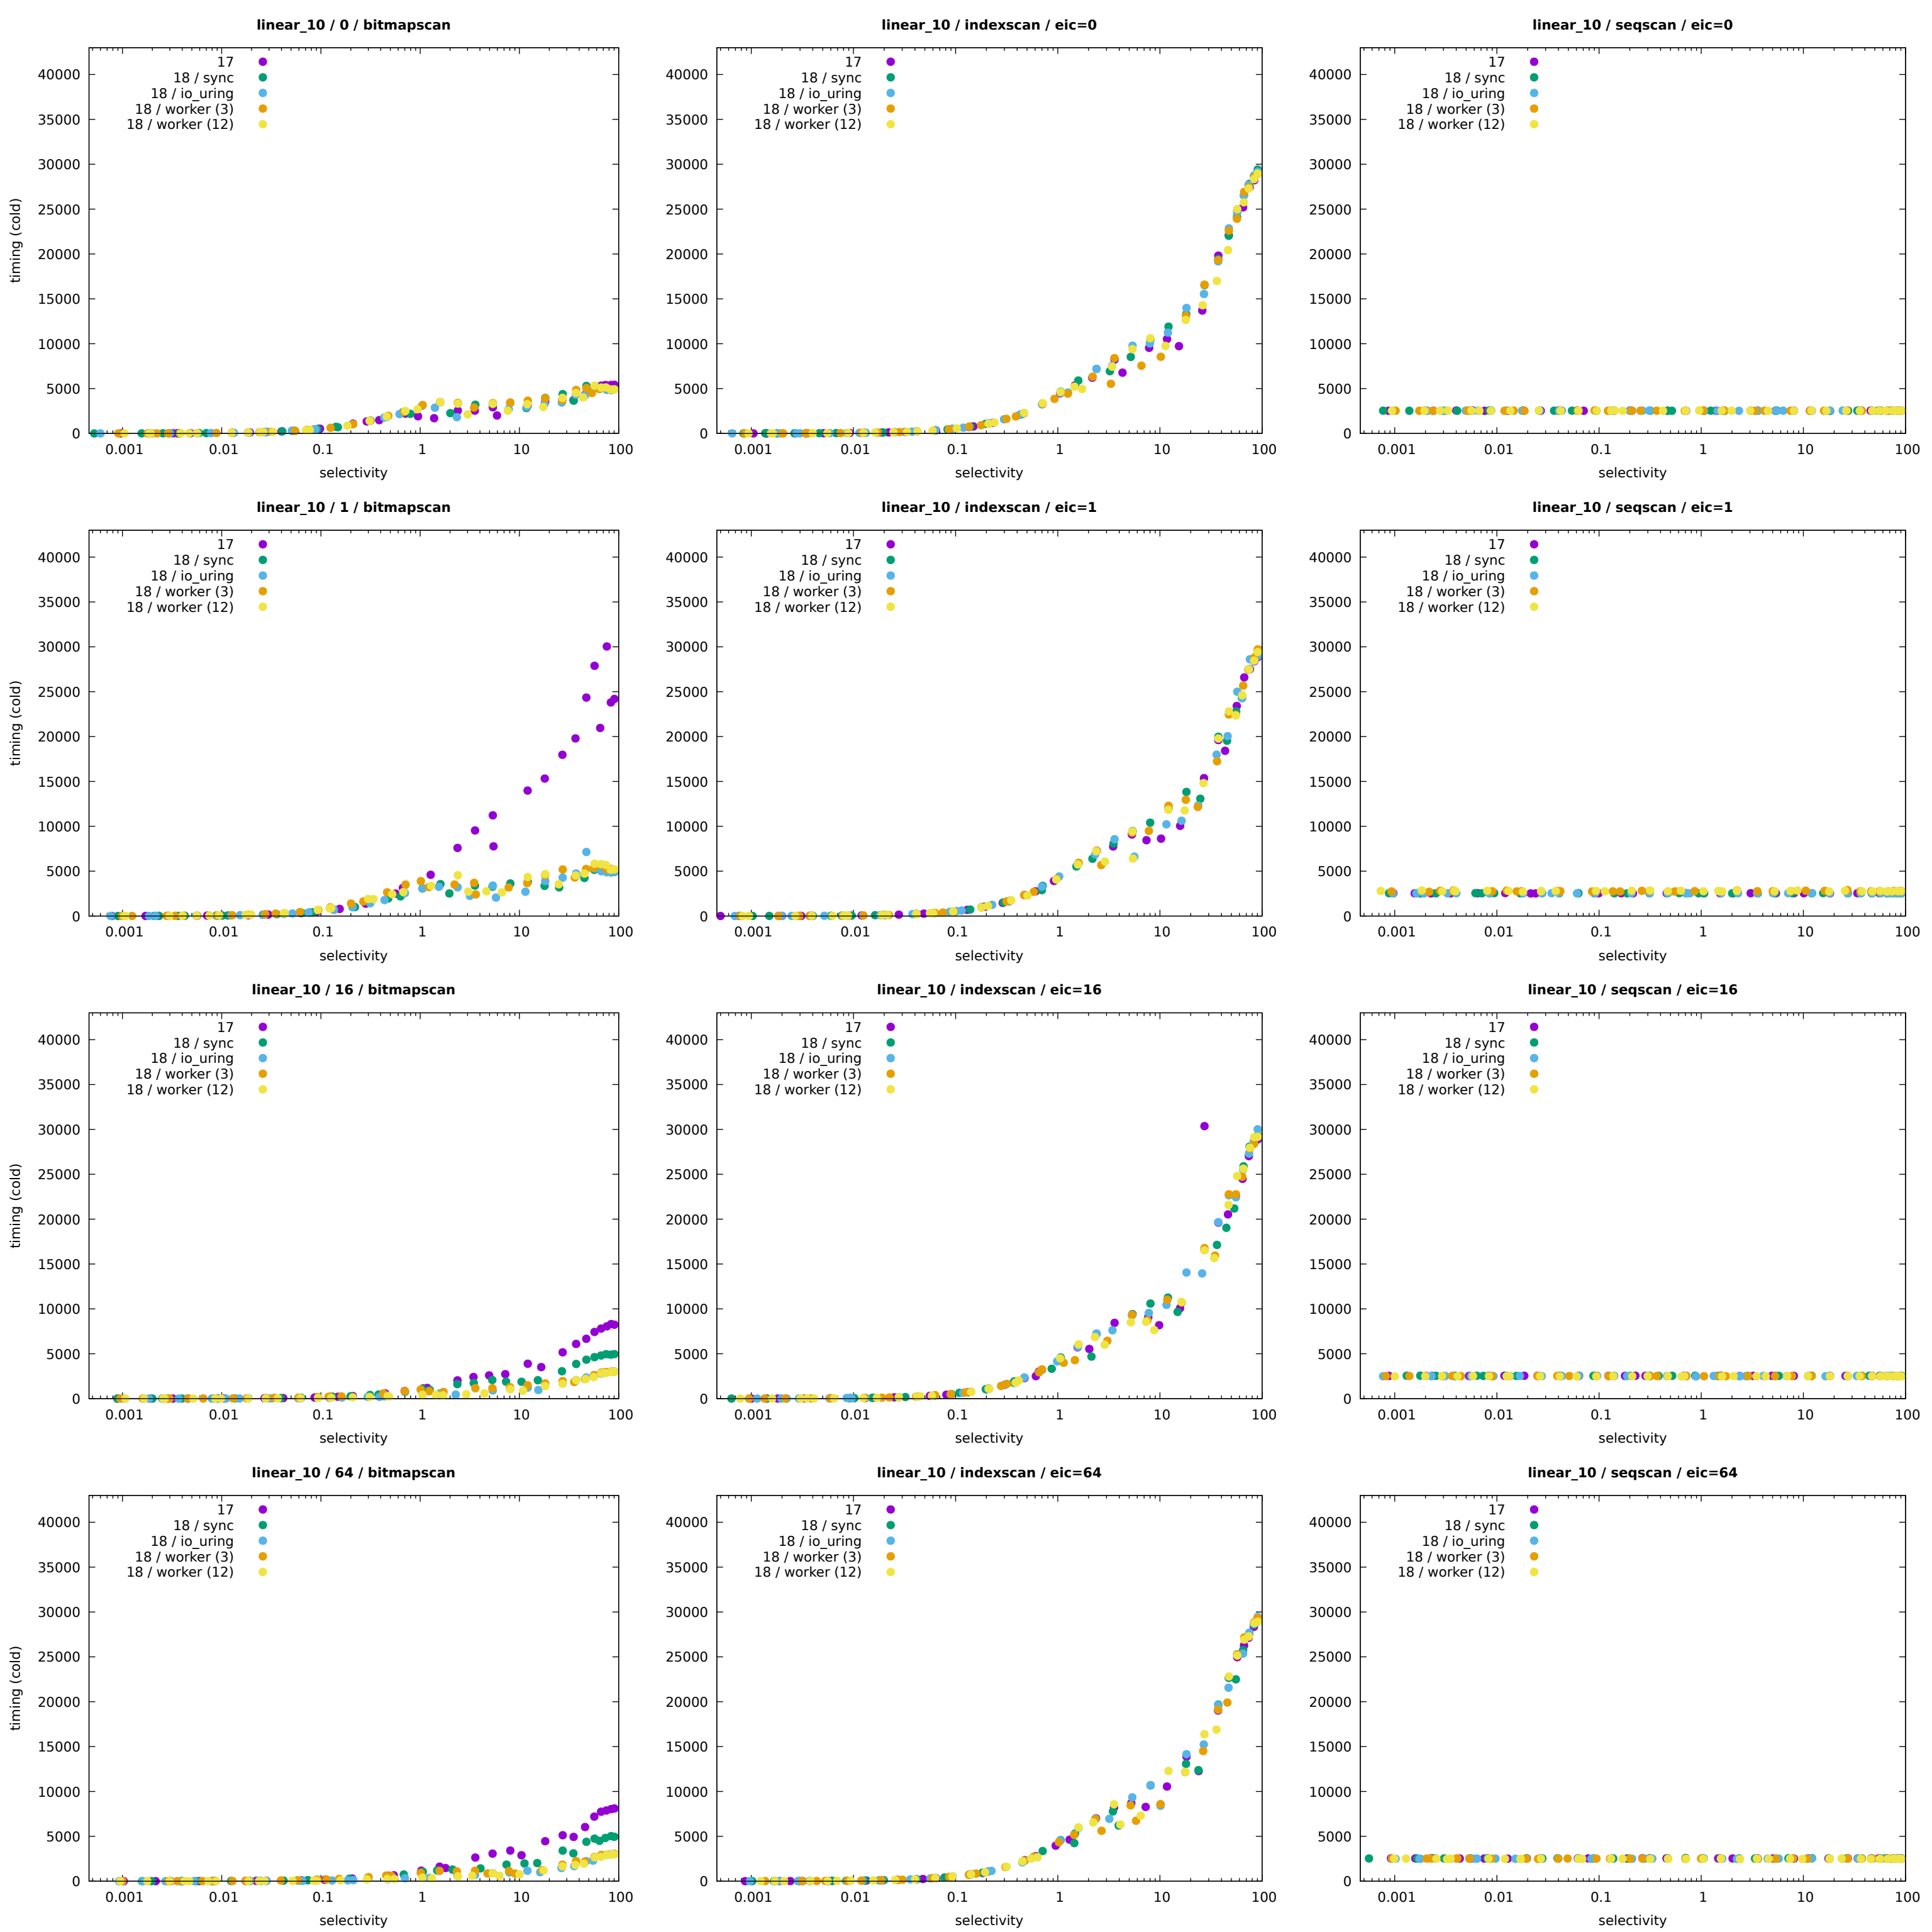 linear_10 / 0 / bitmapscan
timing (cold)
40000
35000
30000
25000
20000
15000
10000
5000
0
17
18 / sync
18 / io_uring
18 / worker (3)
18 / worker (12)
0.001 0.01 0.1 1 10 100
selectivity
linear_10 / indexscan / eic=0
40000
35000
30000
25000
20000
15000
10000
5000
0
17
18 / sync
18 / io_uring
18 / worker (3)
18 / worker (12)
0.001 0.01 0.1 1 10 100
selectivity
linear_10 / seqscan / eic=0
40000
35000
30000
25000
20000
15000
10000
5000
0
17
18 / sync
18 / io_uring
18 / worker (3)
18 / worker (12)
0.001 0.01 0.1 1 10 100
selectivity
linear_10 / 1 / bitmapscan
timing (cold)
40000
35000
30000
25000
20000
15000
10000
5000
0
17
18 / sync
18 / io_uring
18 / worker (3)
18 / worker (12)
0.001 0.01 0.1 1 10 100
selectivity
linear_10 / indexscan / eic=1
40000
35000
30000
25000
20000
15000
10000
5000
0
17
18 / sync
18 / io_uring
18 / worker (3)
18 / worker (12)
0.001 0.01 0.1 1 10 100
selectivity
linear_10 / seqscan / eic=1
40000
35000
30000
25000
20000
15000
10000
5000
0
17
18 / sync
18 / io_uring
18 / worker (3)
18 / worker (12)
0.001 0.01 0.1 1 10 100
selectivity
linear_10 / 16 / bitmapscan
timing (cold)
40000
35000
30000
25000
20000
15000
10000
5000
0
17
18 / sync
18 / io_uring
18 / worker (3)
18 / worker (12)
0.001 0.01 0.1 1 10 100
selectivity
linear_10 / indexscan / eic=16
40000
35000
30000
25000
20000
15000
10000
5000
0
17
18 / sync
18 / io_uring
18 / worker (3)
18 / worker (12)
0.001 0.01 0.1 1 10 100
selectivity
linear_10 / seqscan / eic=16
40000
35000
30000
25000
20000
15000
10000
5000
0
17
18 / sync
18 / io_uring
18 / worker (3)
18 / worker (12)
0.001 0.01 0.1 1 10 100
selectivity
linear_10 / 64 / bitmapscan
timing (cold)
40000
35000
30000
25000
20000
15000
10000
5000
0
17
18 / sync
18 / io_uring
18 / worker (3)
18 / worker (12)
0.001 0.01 0.1 1 10 100
selectivity
linear_10 / indexscan / eic=64
40000
35000
30000
25000
20000
15000
10000
5000
0
17
18 / sync
18 / io_uring
18 / worker (3)
18 / worker (12)
0.001 0.01 0.1 1 10 100
selectivity
linear_10 / seqscan / eic=64
40000
35000
30000
25000
20000
15000
10000
5000
0
17
18 / sync
18 / io_uring
18 / worker (3)
18 / worker (12)
0.001 0.01 0.1 1 10 100
selectivity